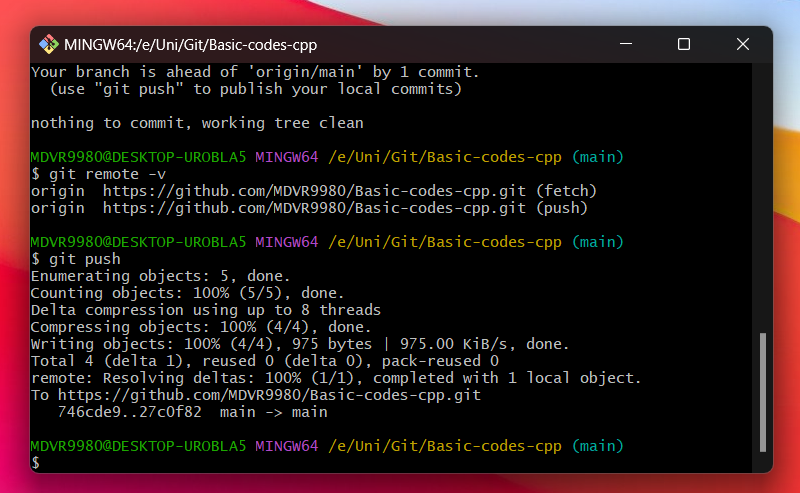 MINGW64:/e/Uni/Git/Basic-codes-cpp
Your branch is ahead of 'origin/main' by 1 commit.
  (use "git push" to publish your local commits)
nothing to commit, working tree clean
MDVR9980@DESKTOP-UROBLA5 MINGW64 /e/Uni/Git/Basic-codes-cpp (main)
$ git remote -v
origin  https://github.com/MDVR9980/Basic-codes-cpp.git (fetch)
origin  https://github.com/MDVR9980/Basic-codes-cpp.git (push)
MDVR9980@DESKTOP-UROBLA5 MINGW64 /e/Uni/Git/Basic-codes-cpp (main)
$ git push
Enumerating objects: 5, done.
Counting objects: 100% (5/5), done.
Delta compression using up to 8 threads
Compressing objects: 100% (4/4), done.
Writing objects: 100% (4/4), 975 bytes | 975.00 KiB/s, done.
Total 4 (delta 1), reused 0 (delta 0), pack-reused 0
remote: Resolving deltas: 100% (1/1), completed with 1 local object.
To https://github.com/MDVR9980/Basic-codes-cpp.git
   746cde9..27c0f82  main -> main
MDVR9980@DESKTOP-UROBLA5 MINGW64 /e/Uni/Git/Basic-codes-cpp (main)
$